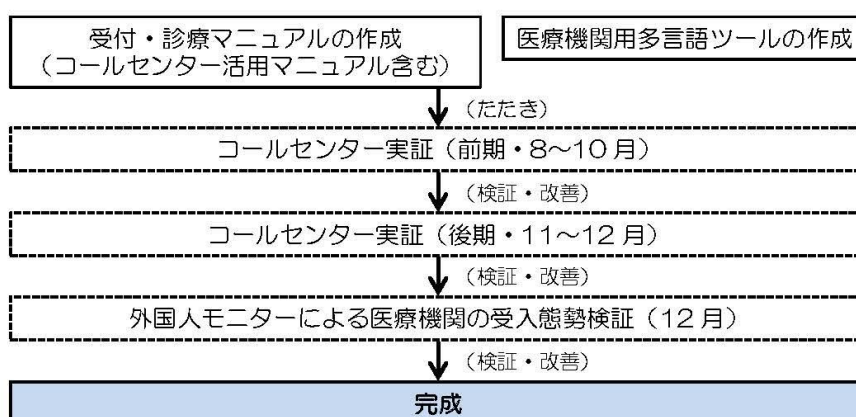 受付・診療マニュアルの作成
（コールセンター活用マニュアル含む）
医療機関用多言語ツールの作成
（たたき）
コールセンター実証（前期・8～10月）
（検証・改善）
コールセンター実証（後期・11～12月）
（検証・改善）
外国人モニターによる医療機関の受入態勢検証（12月）
（検証・改善）
完成